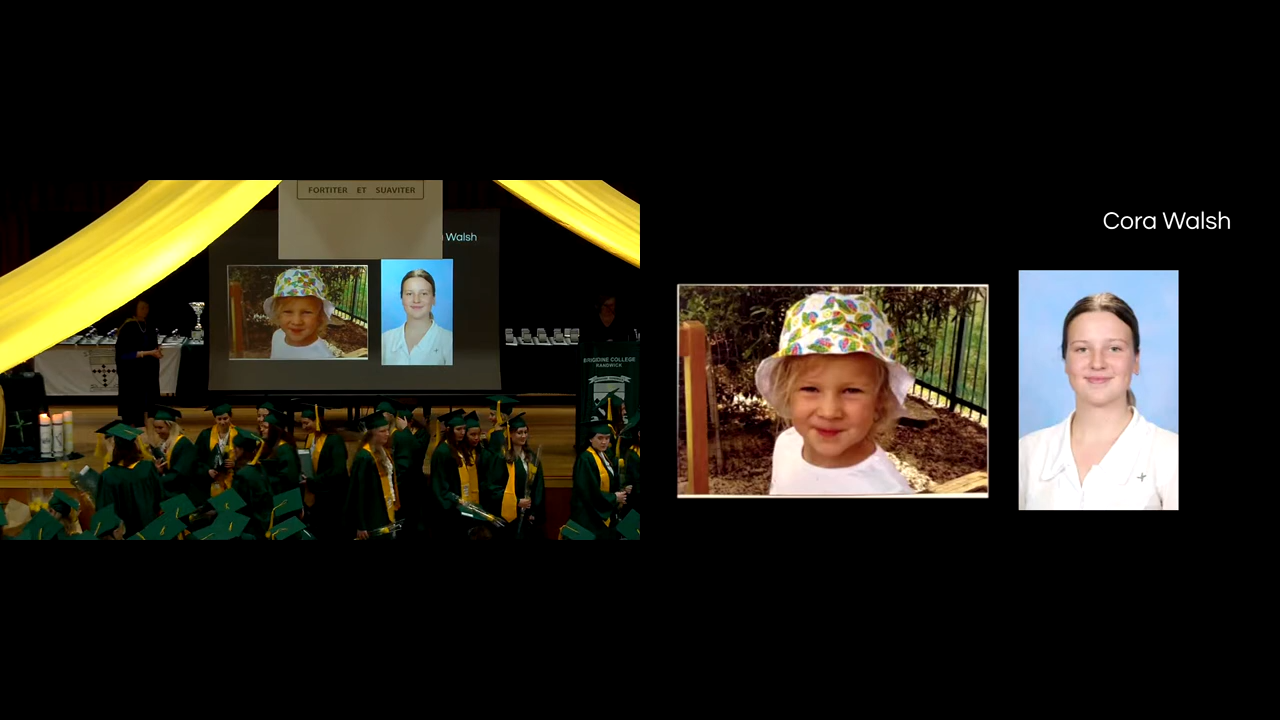 FORTITER ET SUAVITER
Walsh
BRIGIDINE COLLEGE
RANDWICK
Cora Walsh